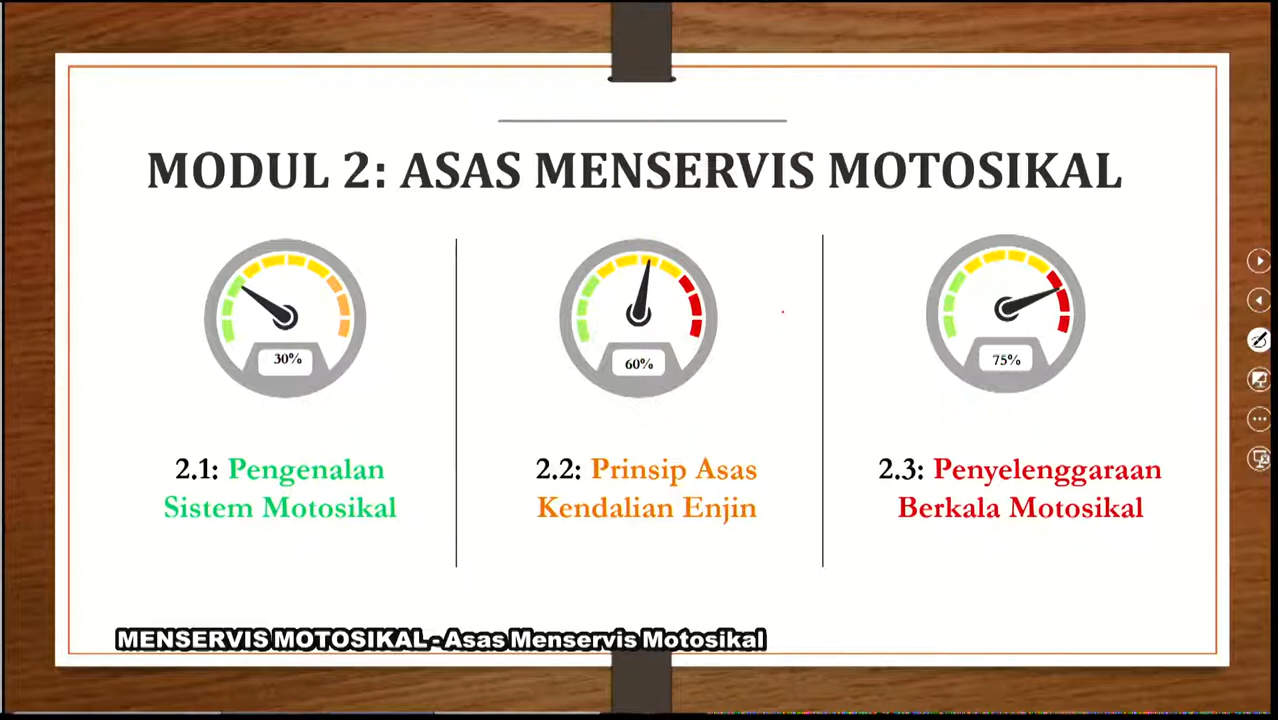 MODUL 2: ASAS MENSERVIS MOTOSIKAL
30%
60%
75%
2.1: Pengenalan
Sistem Motosikal
2.2: Prinsip Asas
Kendalian Enjin
2.3: Penyelenggaraan
Berkala Motosikal
MENSERVIS MOTOSIKAL - Asas Menservis Motosikal